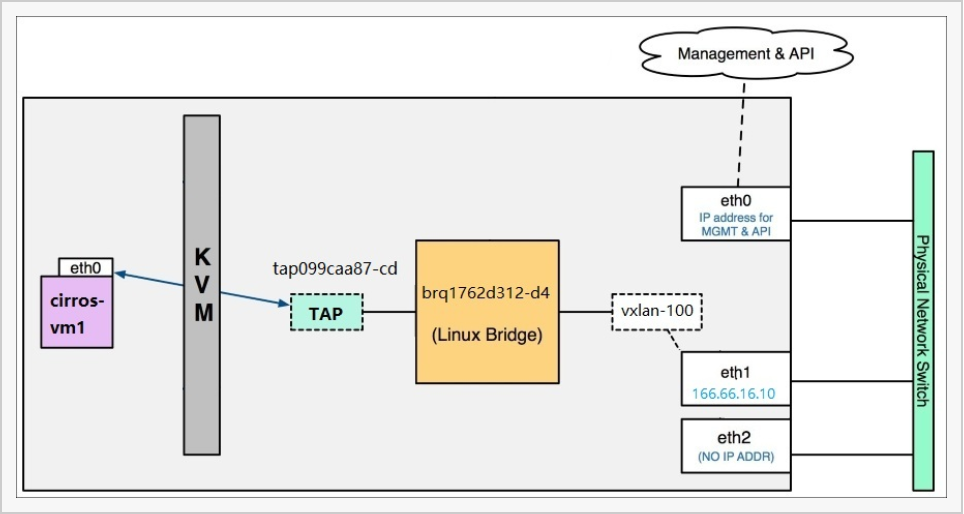 Management & API
eth0
IP address for
MGMT & API
K
V
M
tap099caa87-cd
eth0
cirros-
vm1
TAP
brq1762d312-d4
(Linux Bridge)
vxlan-100
eth1
166.66.16.10
eth2
(NO IP ADDR)
Physical Network Switch